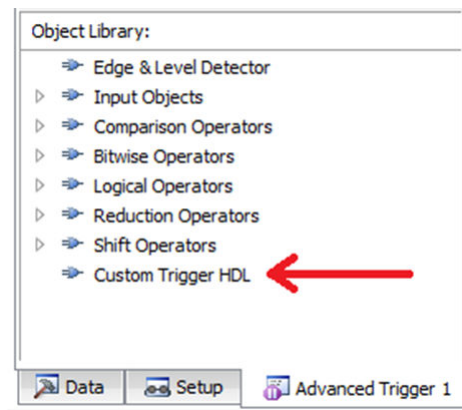 Object Library:
Edge & Level Detector
Input Objects
Comparison Operators
Bitwise Operators
Logical Operators
Reduction Operators
Shift Operators
Custom Trigger HDL
Data Setup Advanced Trigger 1